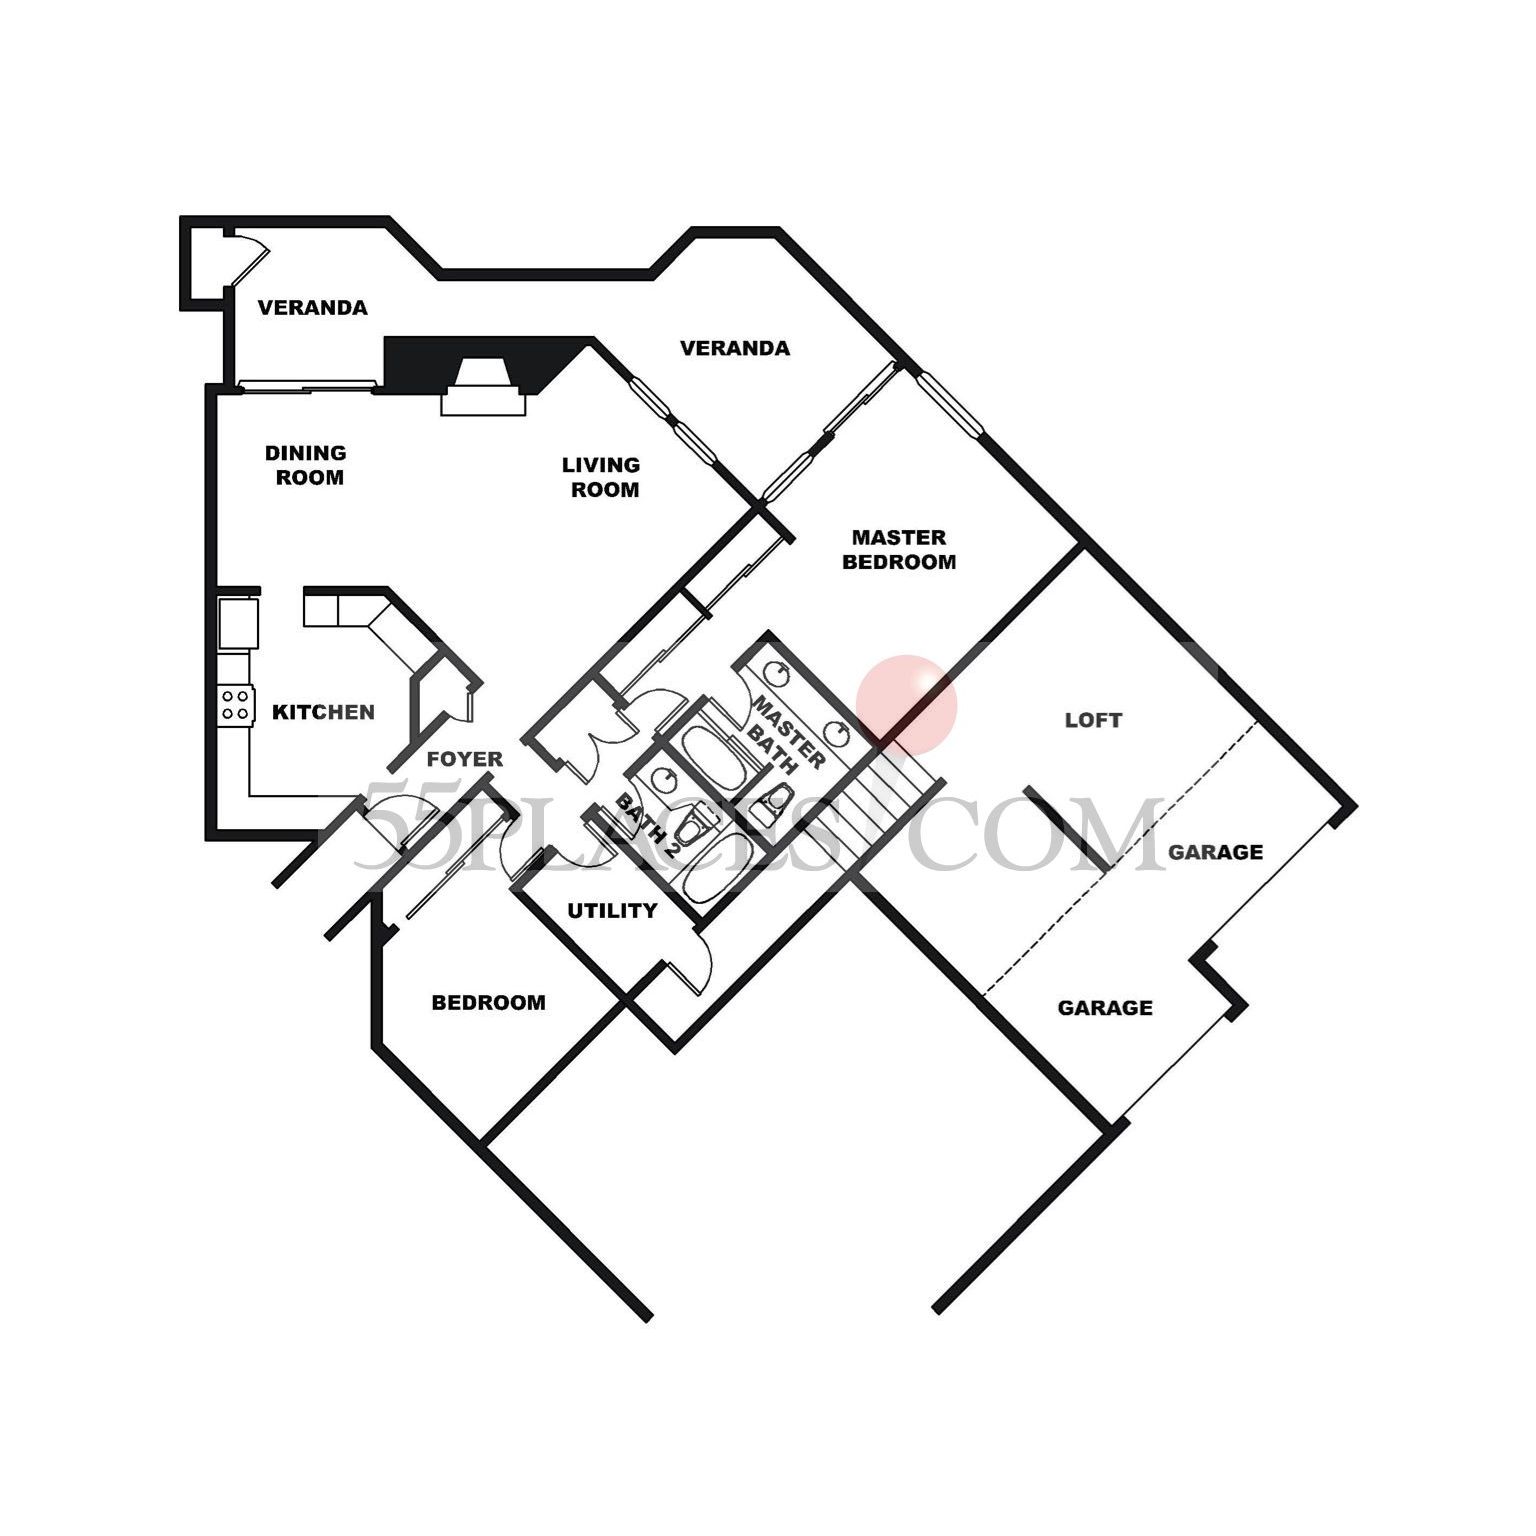 VERANDA
VERANDA
DINING
ROOM
LIVING
ROOM
MASTER
BEDROOM
KITCHEN
MASTER
BATH
LOFT
FOYER
BATH 2
55PLACES COM
GARAGE
UTILITY
BEDROOM
GARAGE